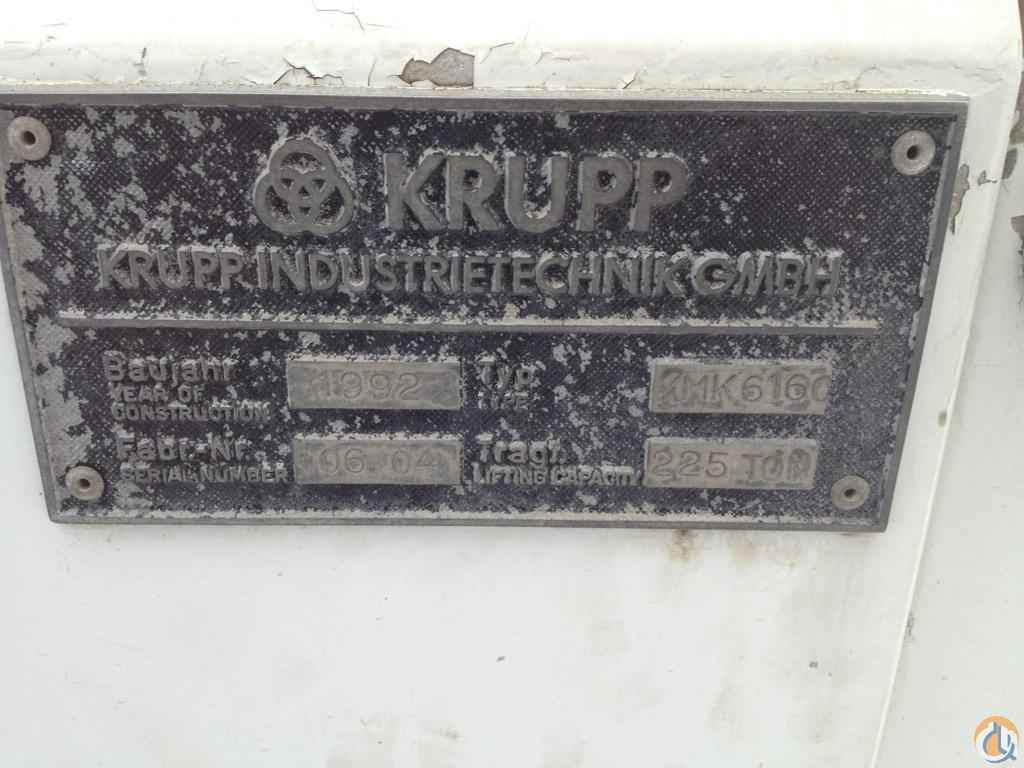 KRUPP
KRUPP INDUSTRIETECHNIK GMBH
Baujahr 1992 Typ KMK6160
YEAR OF CONSTRUCTION TYPE
Fabr.-Nr. 06 04 Tragf. 225 TON
SERIAL NUMBER LIFTING CAPACITY